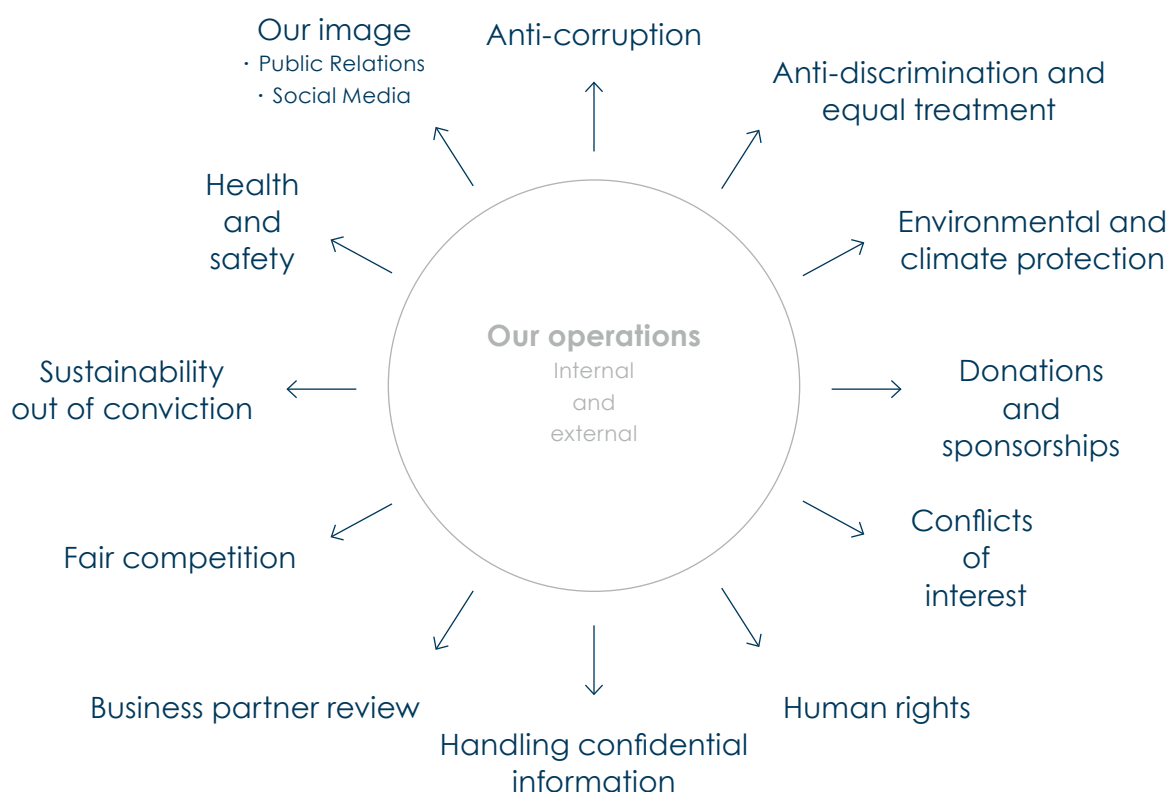 Our image
· Public Relations
· Social Media
Anti-corruption
Anti-discrimination and
equal treatment
Health
and
safety
Environmental and
climate protection
Our operations
Internal
and
external
Sustainability
out of conviction
Donations
and
sponsorships
Conflicts
of
interest
Fair competition
Business partner review
Handling confidential
information
Human rights